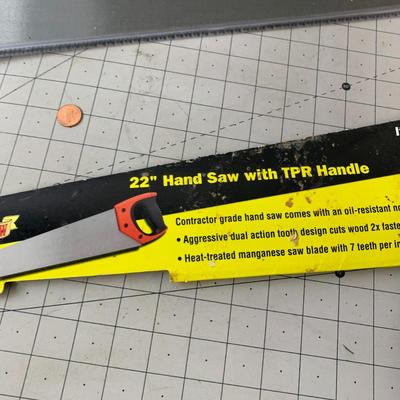 22" Hand Saw with TPR Handle
Contractor grade hand saw comes with an oil-resistant
• Aggressive dual action tooth design cuts wood 2x
• Heat-treated manganese saw blade with 7 teeth per